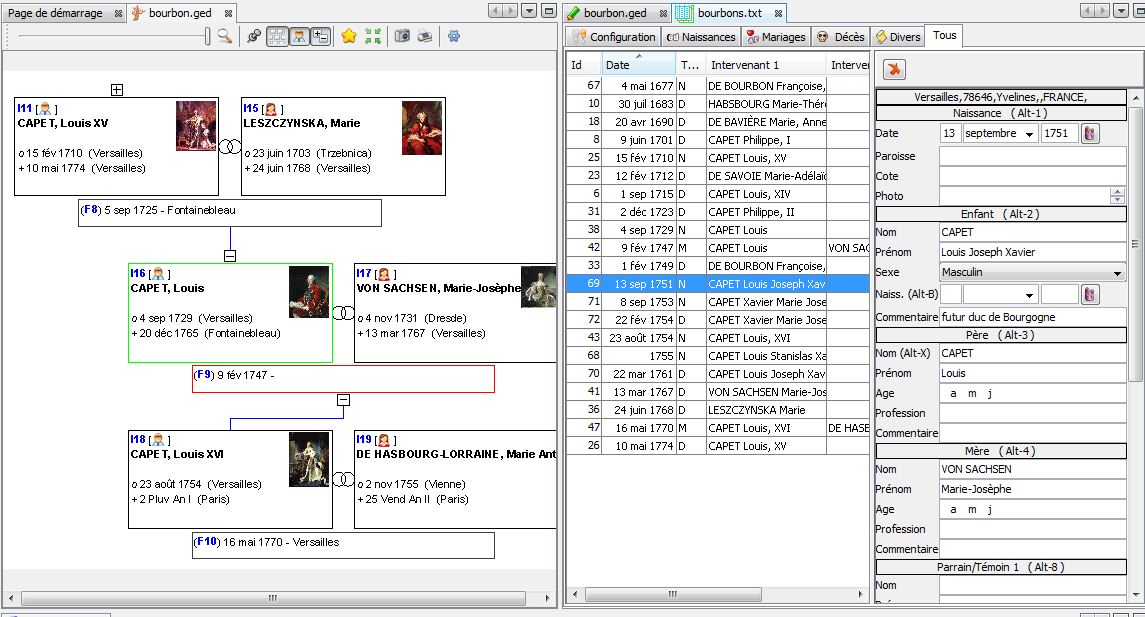 Page de démarrage
bourbon.ged
I11 [ ]
CAPET, Louis XV
o 15 fév 1710 (Versailles)
+ 10 mai 1774 (Versailles)
I15 [ ]
LESZCZYNSKA, Marie
o 23 juin 1703 (Trzebnica)
+ 24 juin 1768 (Versailles)
(F8) 5 sep 1725 - Fontainebleau
I16 [ ]
CAPET, Louis
o 4 sep 1729 (Versailles)
+ 20 déc 1765 (Fontainebleau)
I17 [ ]
VON SACHSEN, Marie-Josèphe
o 4 nov 1731 (Dresde)
+ 13 mar 1767 (Versailles)
(F9) 9 fév 1747 -
I18 [ ]
CAPET, Louis XVI
o 23 août 1754 (Versailles)
+ 2 Pluv An I (Paris)
I19 [ ]
DE HASBOURG-LORRAINE, Marie Ant
o 2 nov 1755 (Vienne)
+ 25 Vend An II (Paris)
(F10) 16 mai 1770 - Versailles
bourbon.ged
bourbons.txt
Configuration Naissances Mariages Décès Divers Tous
Id Date T... Intervenant 1 Interver
67 4 mai 1677 N DE BOURBON Françoise,
10 30 juil 1683 D HABSBOURG Marie-Thér
18 20 avr 1690 D DE BAVIÈRE Marie, Anne
8 9 juin 1701 D CAPET Philippe, I
25 15 fév 1710 N CAPET Louis, XV
23 12 fév 1712 D DE SAVOIE Marie-Adélaïd
6 1 sep 1715 D CAPET Louis, XIV
31 2 déc 1723 D CAPET Philippe, II
38 4 sep 1729 N CAPET Louis
42 9 fév 1747 M CAPET Louis VON SAC
33 1 fév 1749 D DE BOURBON Françoise,
69 13 sep 1751 N CAPET Louis Joseph Xav
71 8 sep 1753 N CAPET Xavier Marie Jose
72 22 fév 1754 D CAPET Xavier Marie Jose
43 23 août 1754 N CAPET Louis, XVI
68 1755 N CAPET Louis Stanislas Xa
70 22 mar 1761 D CAPET Louis Joseph Xav
41 13 mar 1767 D VON SACHSEN Marie-Jos
36 24 juin 1768 D LESZCZYNSKA Marie
47 16 mai 1770 M CAPET Louis, XVI DE HASE
26 10 mai 1774 D CAPET Louis, XV
Versailles,78646,Yvelines,,FRANCE,
Naissance (Alt-1)
Date 13 septembre 1751
Paroisse
Cote
Photo
Enfant (Alt-2)
Nom CAPET
Prénom Louis Joseph Xavier
Sexe Masculin
Naiss. (Alt-B)
Commentaire futur duc de Bourgogne
Père (Alt-3)
Nom (Alt-X) CAPET
Prénom Louis
Age a m j
Profession
Commentaire
Mère (Alt-4)
Nom VON SACHSEN
Prénom Marie-Josèphe
Age a m j
Profession
Commentaire
Parrain/Témoin 1 (Alt-8)
Nom